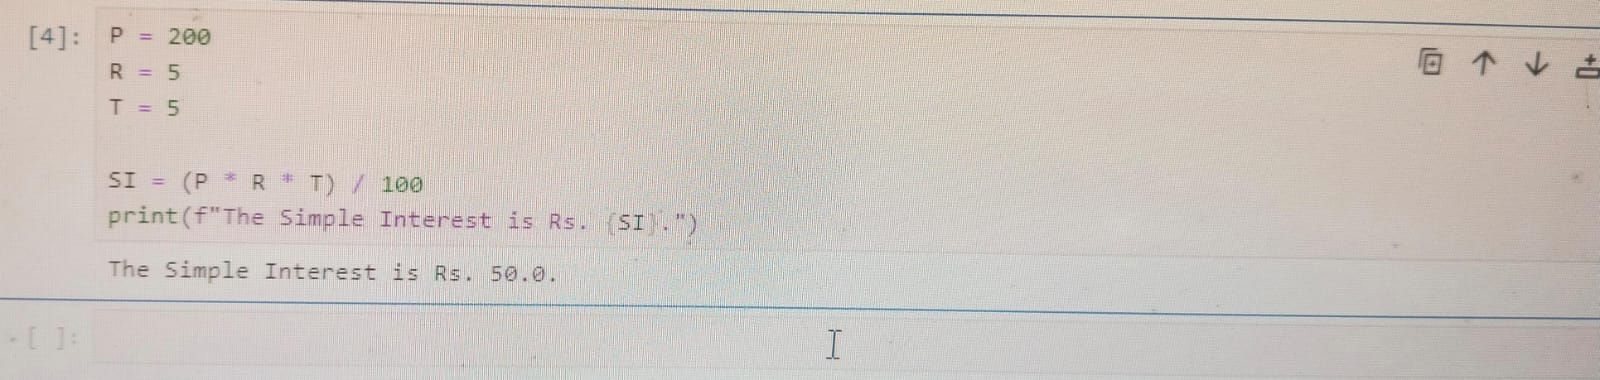 [4]: P = 200
R = 5
T = 5
SI = (P * R * T) / 100
print(f"The Simple Interest is Rs. {SI}.")
The Simple Interest is Rs. 50.0.
[ ]: